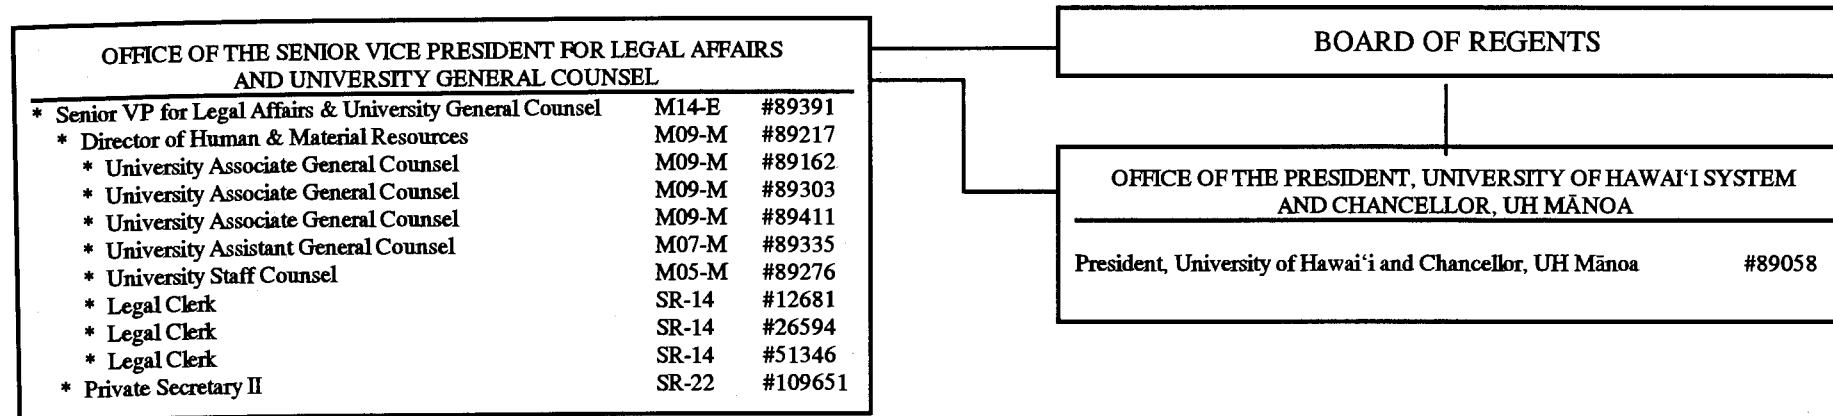 OFFICE OF THE SENIOR VICE PRESIDENT FOR LEGAL AFFAIRS
AND UNIVERSITY GENERAL COUNSEL
* Senior VP for Legal Affairs & University General Counsel M14-E #89391
* Director of Human & Material Resources M09-M #89217
* University Associate General Counsel M09-M #89162
* University Associate General Counsel M09-M #89303
* University Associate General Counsel M09-M #89411
* University Assistant General Counsel M07-M #89335
* University Staff Counsel M05-M #89276
* Legal Clerk SR-14 #12681
* Legal Clerk SR-14 #26594
* Legal Clerk SR-14 #51346
* Private Secretary II SR-22 #109651
BOARD OF REGENTS
OFFICE OF THE PRESIDENT, UNIVERSITY OF HAWAI‘I SYSTEM
AND CHANCELLOR, UH MĀNOA
President, University of Hawai‘i and Chancellor, UH Mānoa #89058